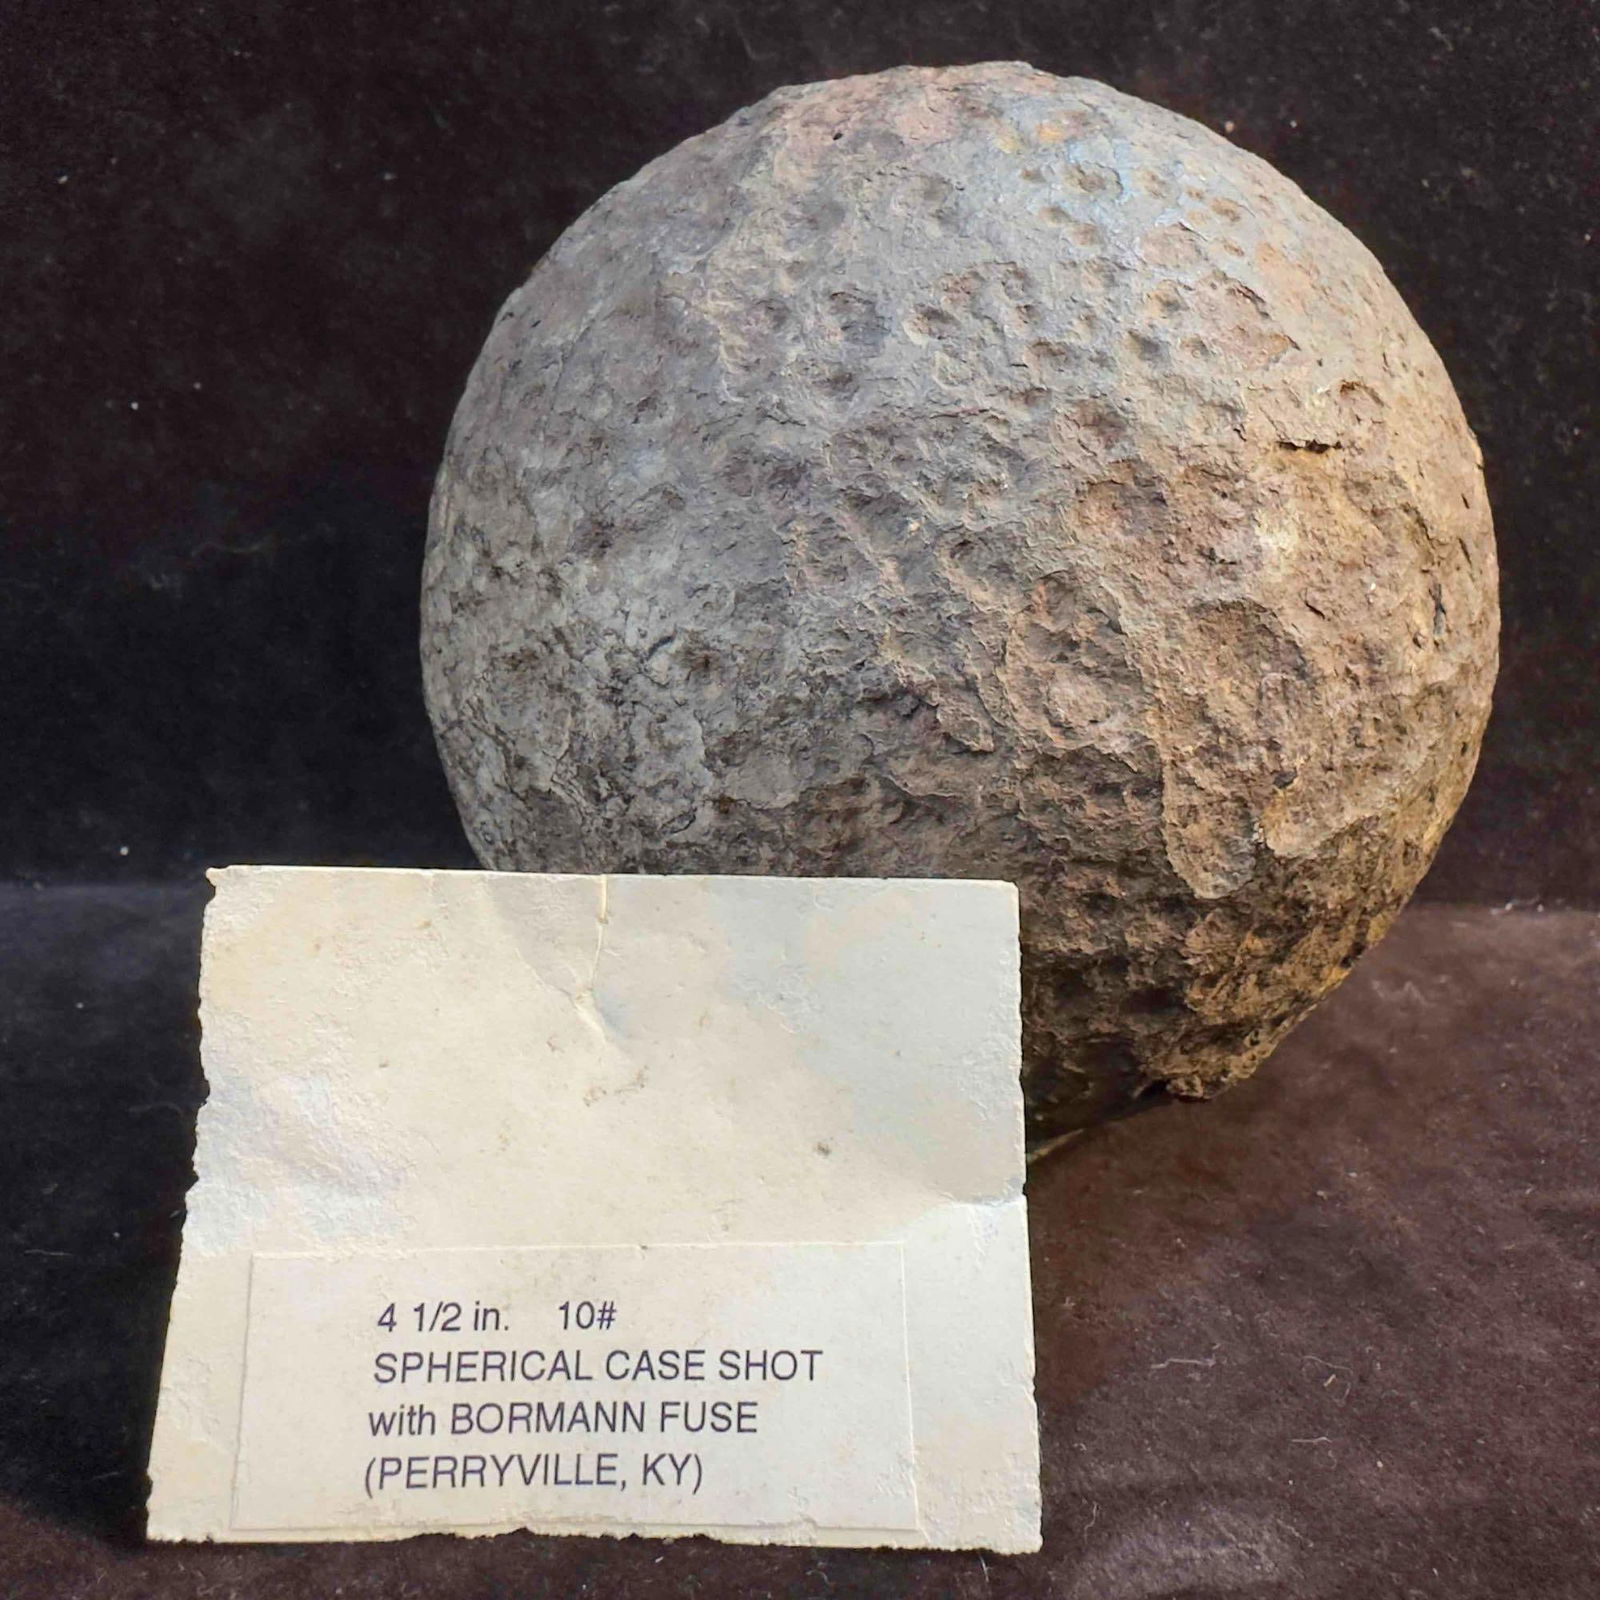 4 1/2 in. 10#
SPHERICAL CASE SHOT
with BORMANN FUSE
(PERRYVILLE, KY)